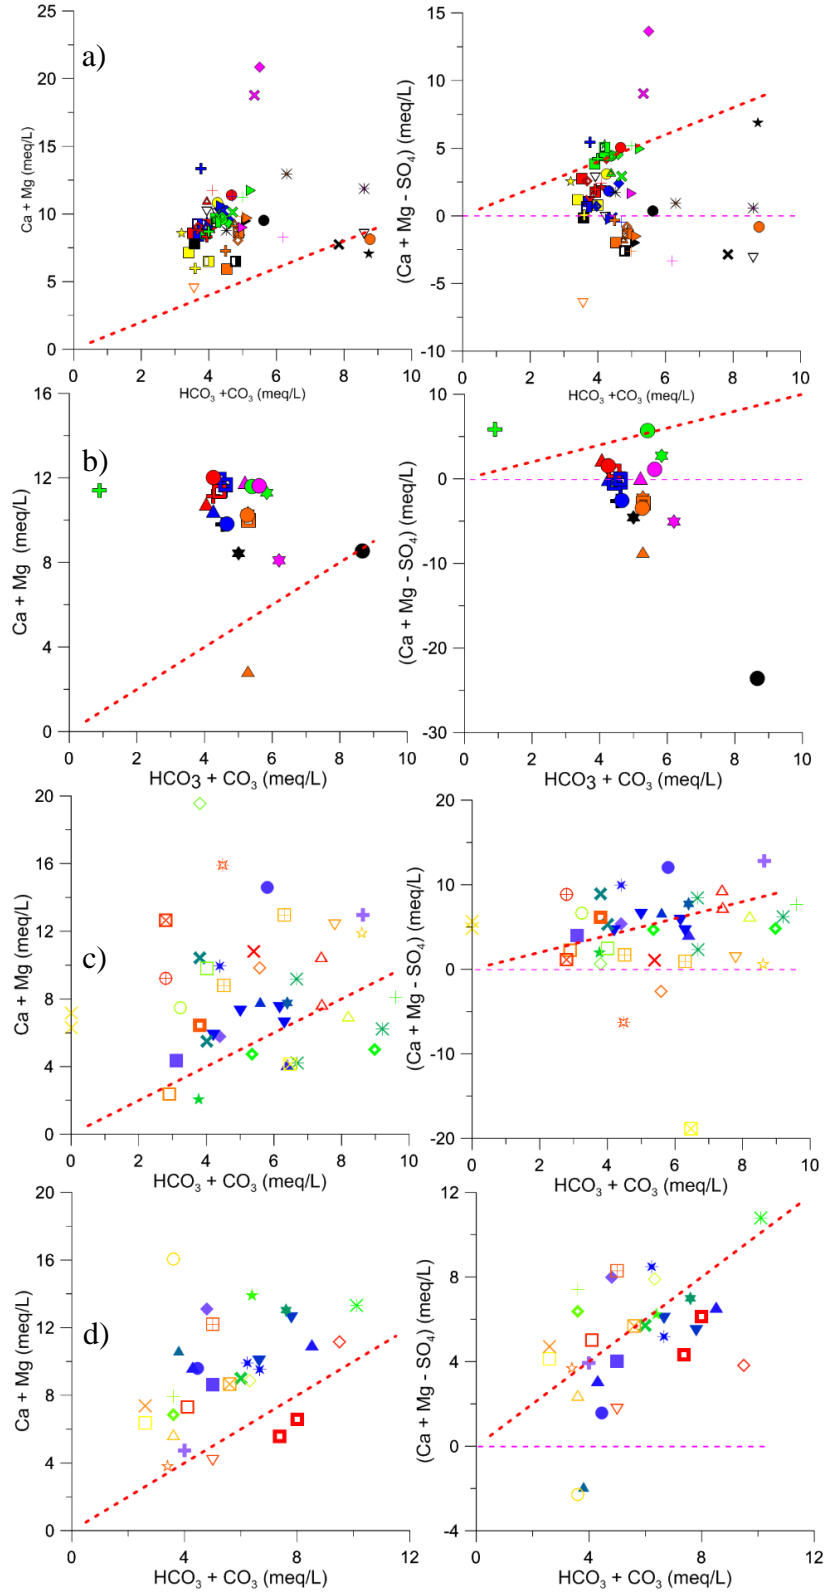 a)
Ca + Mg (meq/L)
25
20
15
10
5
0
0 2 4 6 8 10
HCO₃ +CO₃ (meq/L)
(Ca + Mg - SO₄) (meq/L)
15
10
5
0
-5
-10
0 2 4 6 8 10
HCO₃ +CO₃ (meq/L)
b)
Ca + Mg (meq/L)
16
12
8
4
0
0 2 4 6 8 10
HCO3 + CO₃ (meq/L)
(Ca + Mg - SO₄) (meq/L)
10
0
-10
-20
-30
0 2 4 6 8 10
HCO3 + CO₃ (meq/L)
c)
Ca + Mg (meq/L)
20
16
12
8
4
0
0 2 4 6 8 10
HCO₃ + CO₃ (meq/L)
(Ca + Mg - SO₄) (meq/L)
20
10
0
-10
-20
0 2 4 6 8 10
HCO₃ + CO₃ (meq/L)
d)
Ca + Mg (meq/L)
20
16
12
8
4
0
0 4 8 12
HCO₃ + CO₃ (meq/L)
(Ca + Mg - SO₄) (meq/L)
12
8
4
0
-4
0 4 8 12
HCO₃ + CO₃ (meq/L)